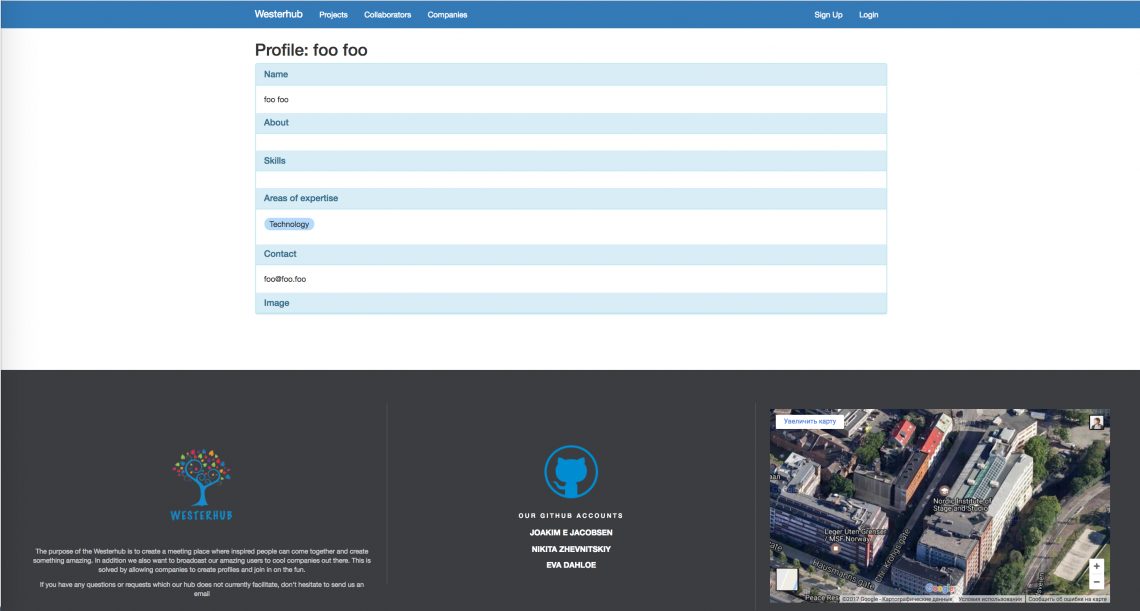 Westerhub Projects Collaborators Companies Sign Up Login
Profile: foo foo
Name
foo foo
About
Skills
Areas of expertise
Technology
Contact
foo@foo.foo
Image
WESTERHUB
The purpose of the Westerhub is to create a meeting place where inspired people can come together and create
something amazing. In addition we also want to broadcast our amazing users to cool companies out there. This is
solved by allowing companies to create profiles and join in on the fun.
If you have any questions or requests which our hub does not currently facilitate, don't hesitate to send us an
email
OUR GITHUB ACCOUNTS
JOAKIM E JACOBSEN
NIKITA ZHEVNITSKIY
EVA DAHLOE
Увеличить карту
Nordic Institute of
Stage and Studio
Leger Uten Grenser
/ MSF Norway
Hausmanns gate
Peace Res
Google
+
−
©2017 Google - Картографические данные Условия использования Сообщить об ошибке на карте